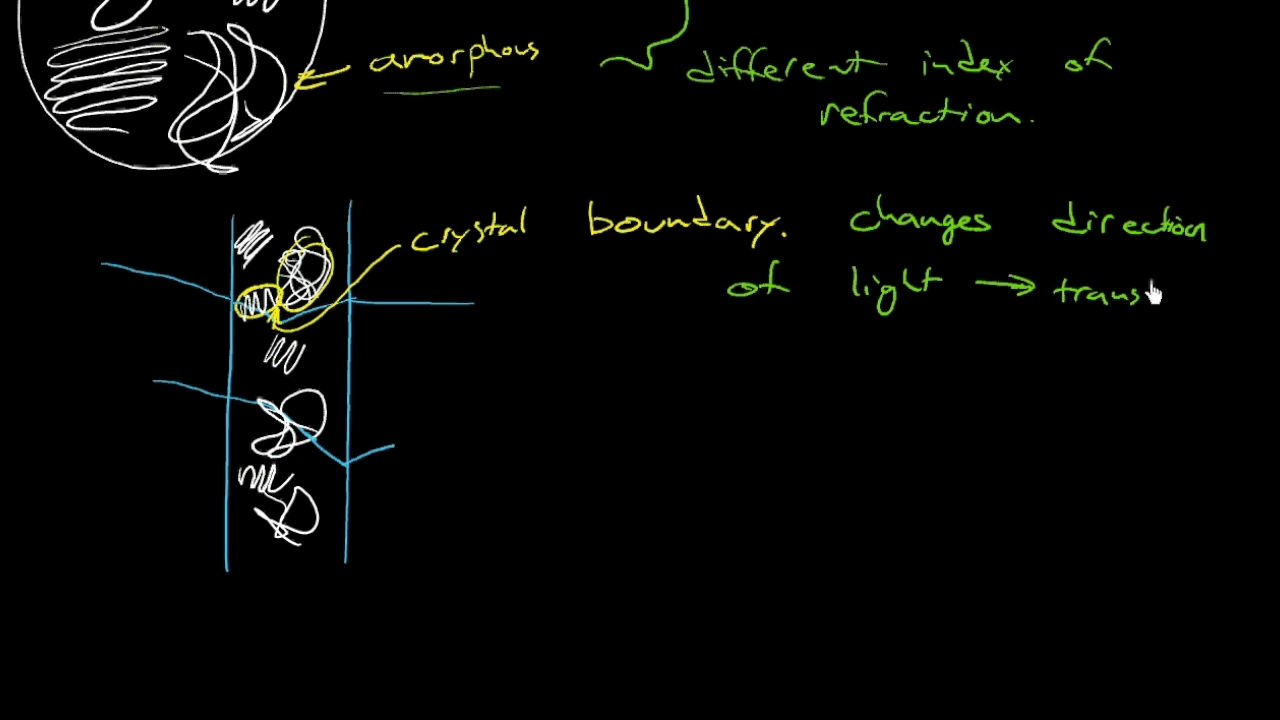 amorphous
different index of
refraction.
crystal boundary. changes direction
of light → trans